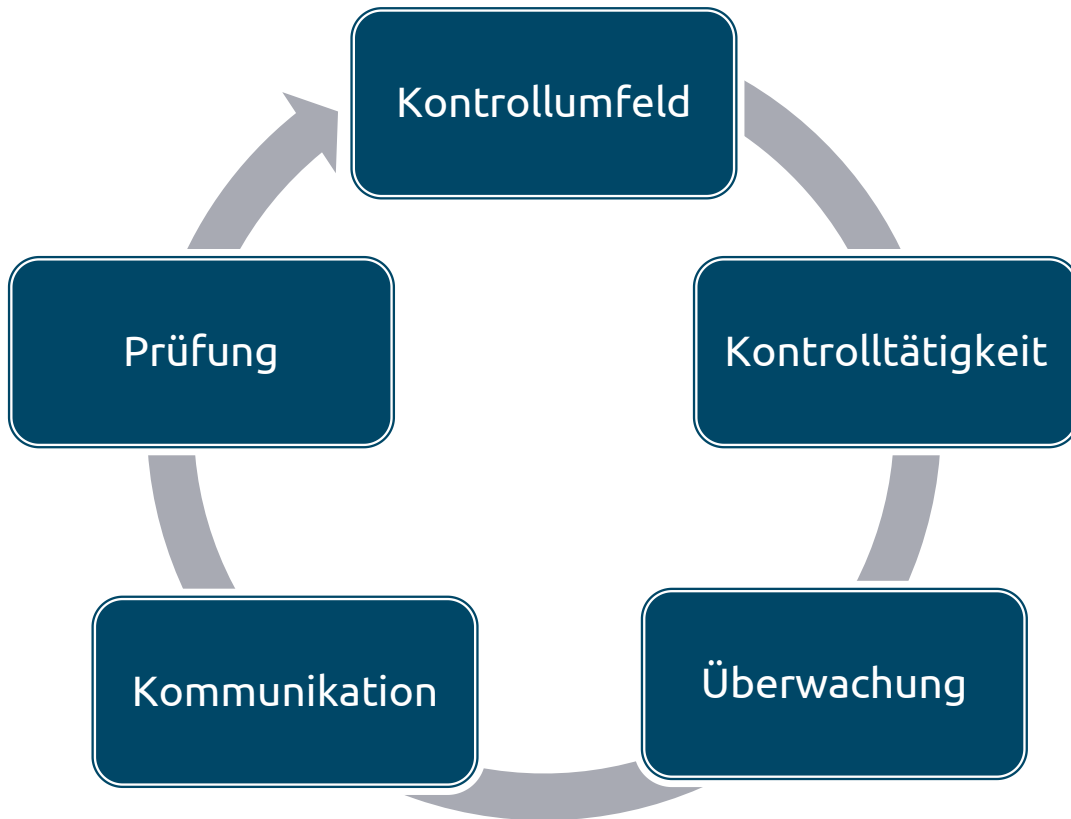 Kontrollumfeld
Kontrolltätigkeit
Überwachung
Kommunikation
Prüfung